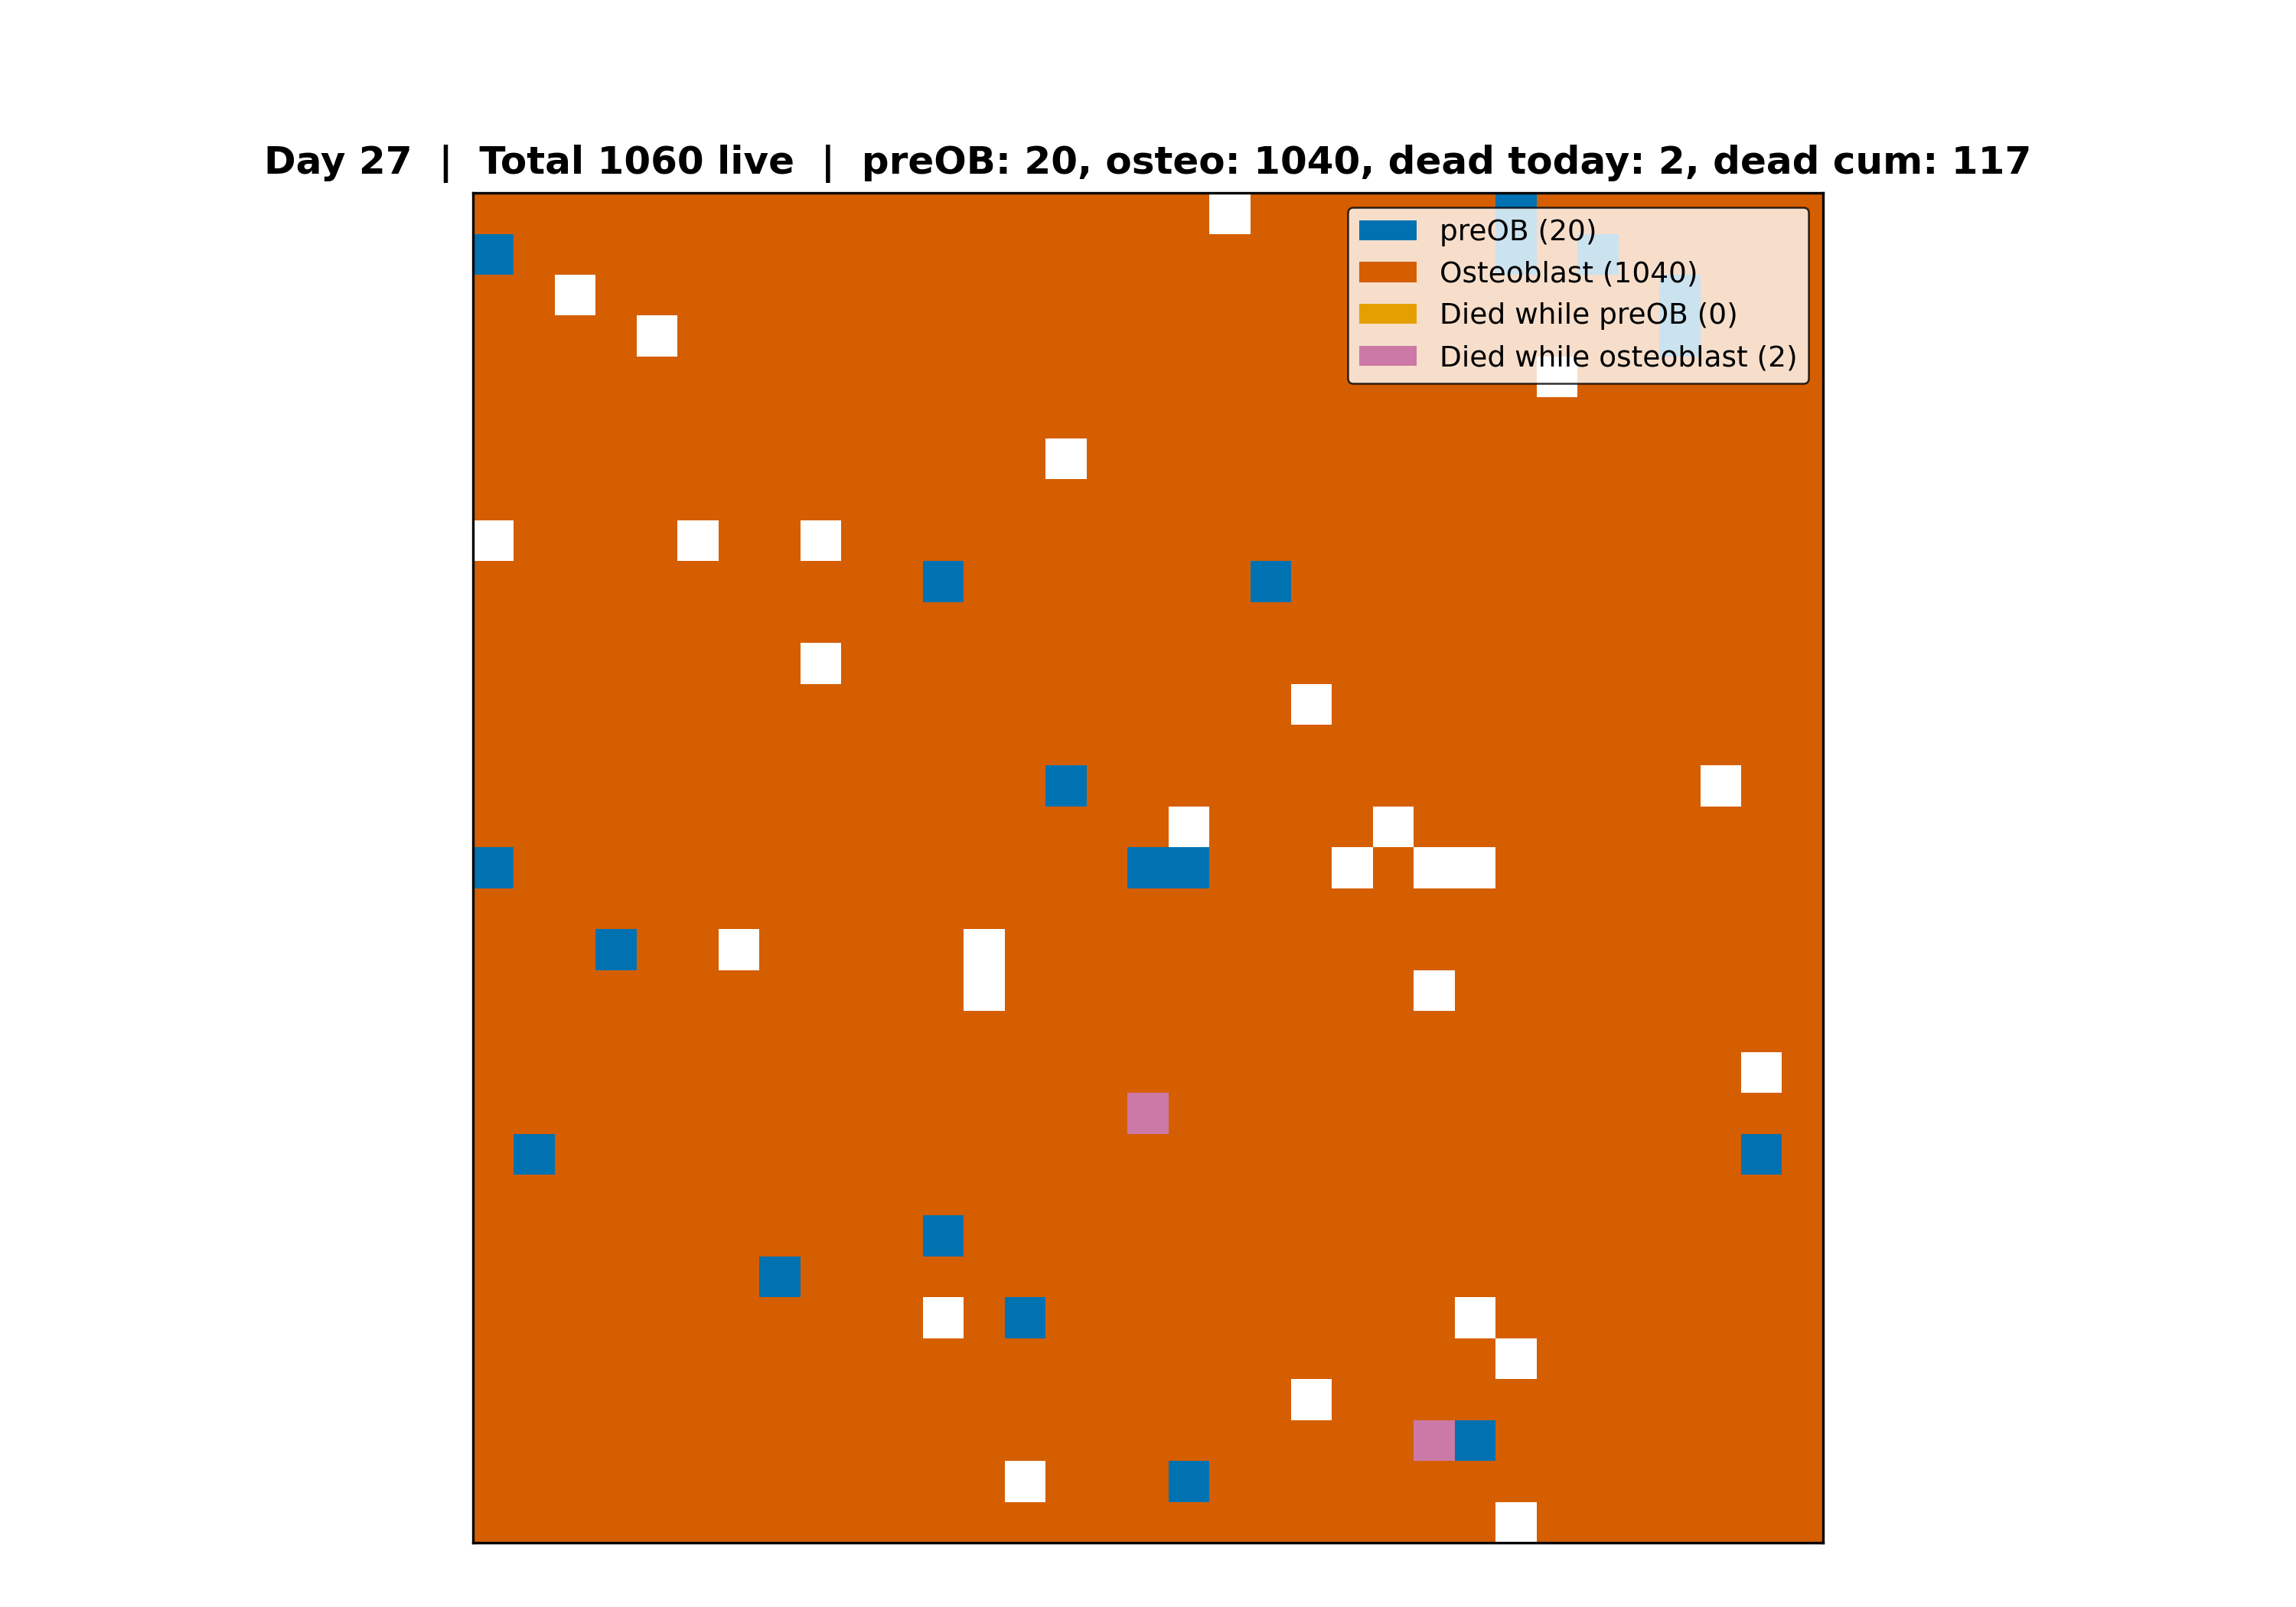 Day 27 | Total 1060 live | preOB: 20, osteo: 1040, dead today: 2, dead cum: 117
preOB (20)
Osteoblast (1040)
Died while preOB (0)
Died while osteoblast (2)